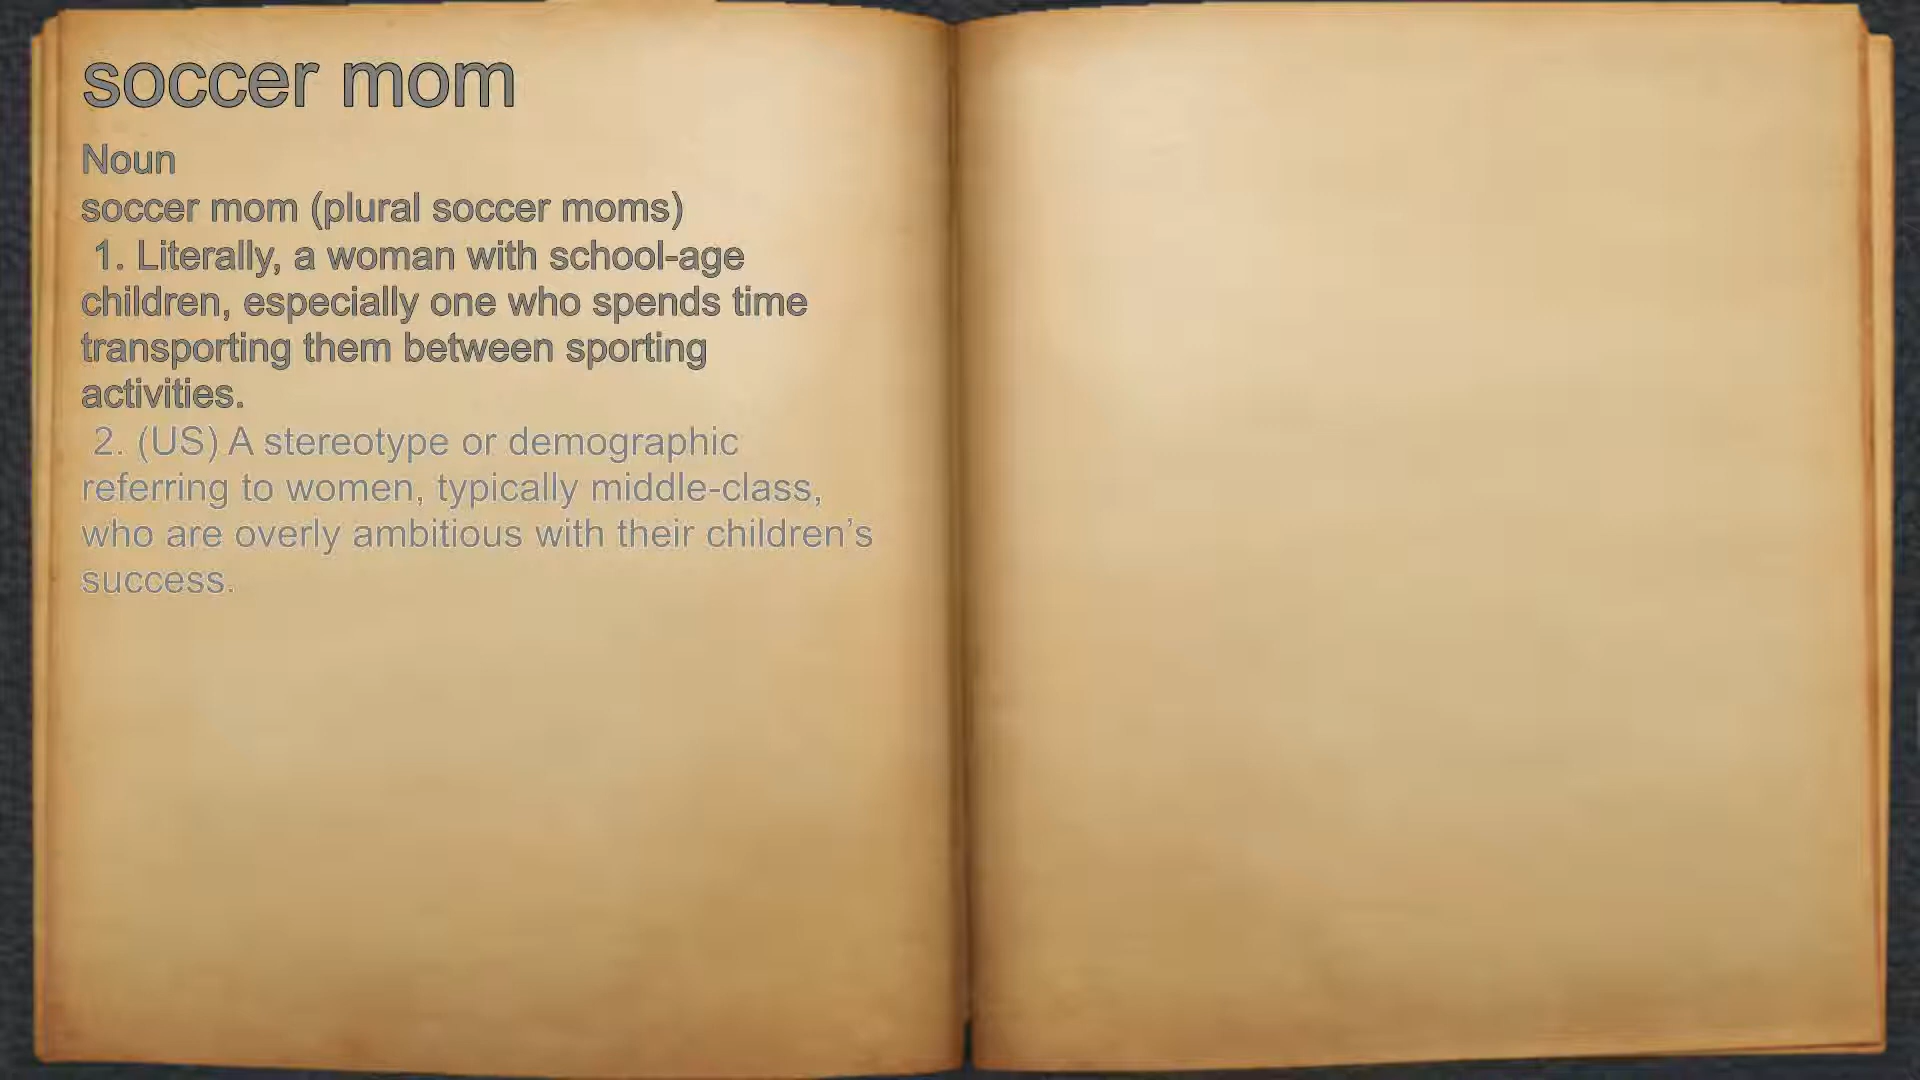 soccer mom
Noun
soccer mom (plural soccer moms)
1. Literally, a woman with school-age
children, especially one who spends time
transporting them between sporting
activities.
2. (US) A stereotype or demographic
referring to women, typically middle-class,
who are overly ambitious with their children’s
success.